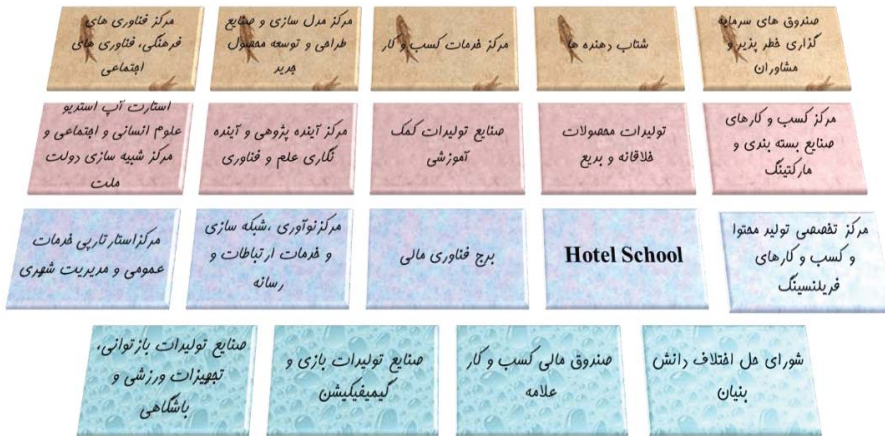 صندوق های سرمایه
گذاری خطر پذیر و
مشاوران
شتاب دهنده ها
مرکز خدمات کسب و کار
مرکز مدل سازی و صنایع
طراحی و توسعه محصول
جدید
مرکز فناوری های
فرهنگی، فناوری های
اجتماعی
مرکز کسب و کارهای
صنایع بسته بندی و
مارکتینگ
تولیدات محصولات
خلاقانه و بدیع
صنایع تولیدات کمک
آموزشی
مرکز آینده پژوهی و آینده
نگاری علم و فناوری
استارت آپ استدیو
علوم انسانی و اجتماعی و
مرکز شبیه سازی دولت
ملت
مرکز تخصصی تولید محتوا
و کسب و کارهای
فریلنسینگ
Hotel School
برج فناوری مالی
مرکزنوآوری ،شبکه سازی
و خدمات ارتباطات و
رسانه
مرکزاستارتاپی خدمات
عمومی و مدیریت شهری
شورای حل اختلاف دانش
بنیان
صندوق مالی کسب و کار
علامه
صنایع تولیدات بازی و
گیمیفیکیشن
صنایع تولیدات بازتوانی،
تجهیزات ورزشی و
باشگاهی